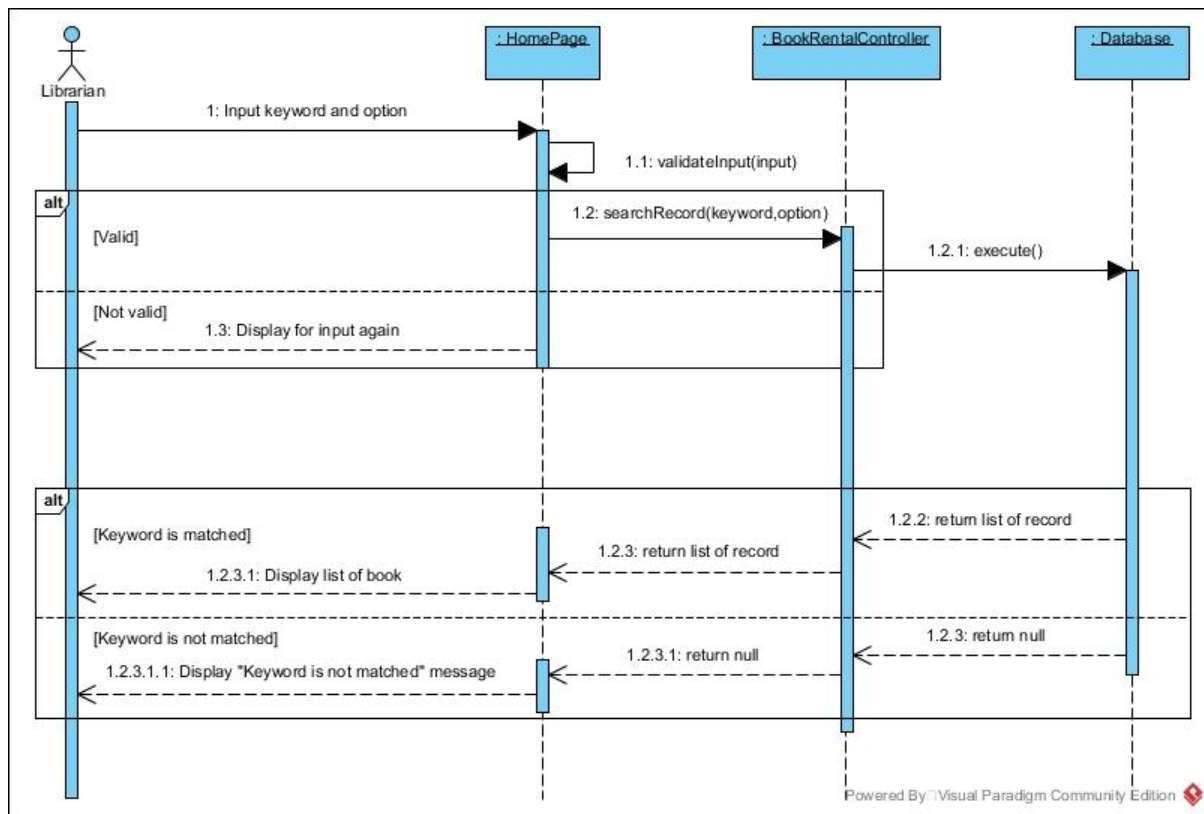 : HomePage
: BookRentalController
: Database
Librarian
1: Input keyword and option
1.1: validateInput(input)
alt
1.2: searchRecord(keyword,option)
[Valid]
1.2.1: execute()
[Not valid]
1.3: Display for input again
alt
1.2.2: return list of record
[Keyword is matched]
1.2.3: return list of record
1.2.3.1: Display list of book
[Keyword is not matched]
1.2.3: return null
1.2.3.1: return null
1.2.3.1.1: Display "Keyword is not matched" message
Powered By Visual Paradigm Community Edition